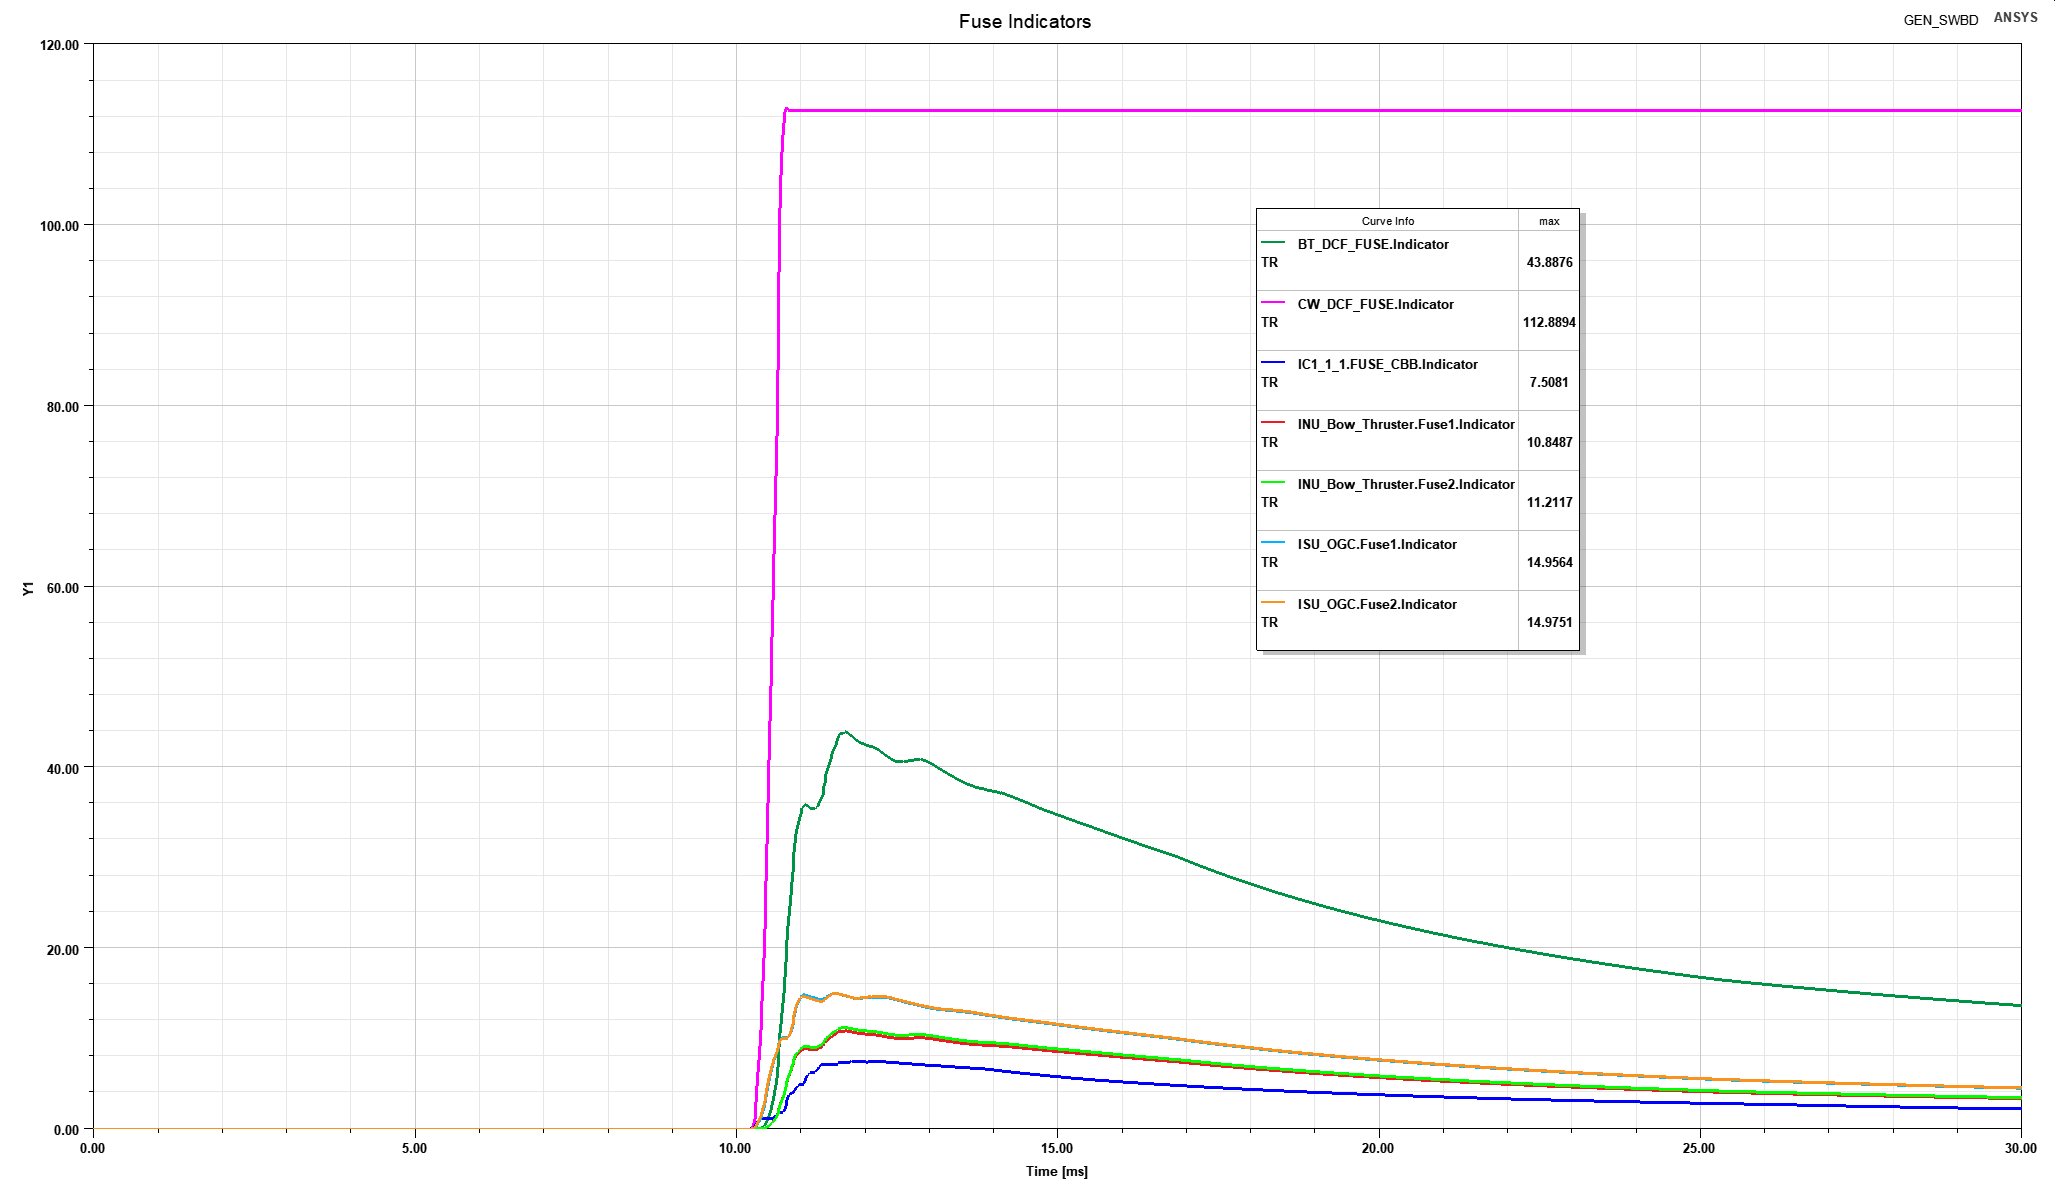 Fuse Indicators
GEN_SWBD ANSYS
120.00
100.00
80.00
60.00
40.00
20.00
0.00
Y1
Curve Info max
BT_DCF_FUSE.Indicator
TR 43.8876
CW_DCF_FUSE.Indicator
TR 112.8894
IC1_1_1.FUSE_CBB.Indicator
TR 7.5081
INU_Bow_Thruster.Fuse1.Indicator
TR 10.8487
INU_Bow_Thruster.Fuse2.Indicator
TR 11.2117
ISU_OGC.Fuse1.Indicator
TR 14.9564
ISU_OGC.Fuse2.Indicator
TR 14.9751
0.00 5.00 10.00 15.00 20.00 25.00 30.00
Time [ms]